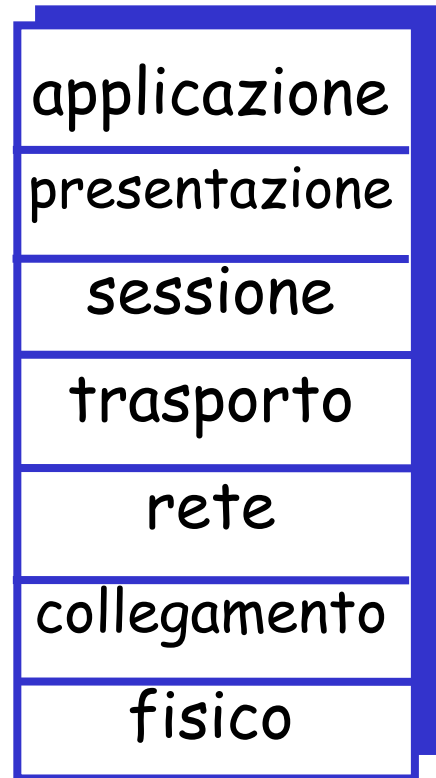 applicazione
presentazione
sessione
trasporto
rete
collegamento
fisico